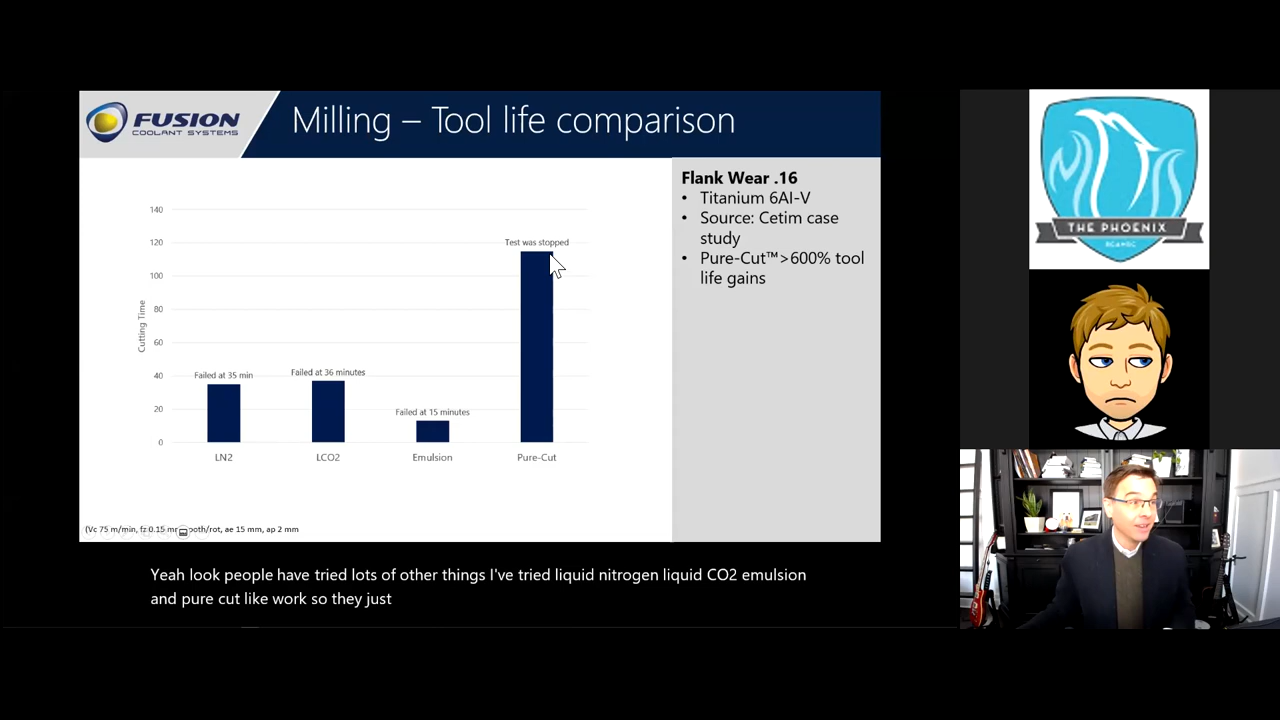 FUSION
COOLANT SYSTEMS
Milling – Tool life comparison
140
120
100
80
60
40
20
0
Cutting Time
Failed at 35 min
Failed at 36 minutes
Failed at 15 minutes
Test was stopped
LN2
LCO2
Emulsion
Pure-Cut
(Vc 75 m/min, fz 0.15 mm/tooth/rot, ae 15 mm, ap 2 mm
Flank Wear .16
• Titanium 6Al-V
• Source: Cetim case
study
• Pure-Cut™>600% tool
life gains
THE PHOENIX
Yeah look people have tried lots of other things I've tried liquid nitrogen liquid CO2 emulsion
and pure cut like work so they just